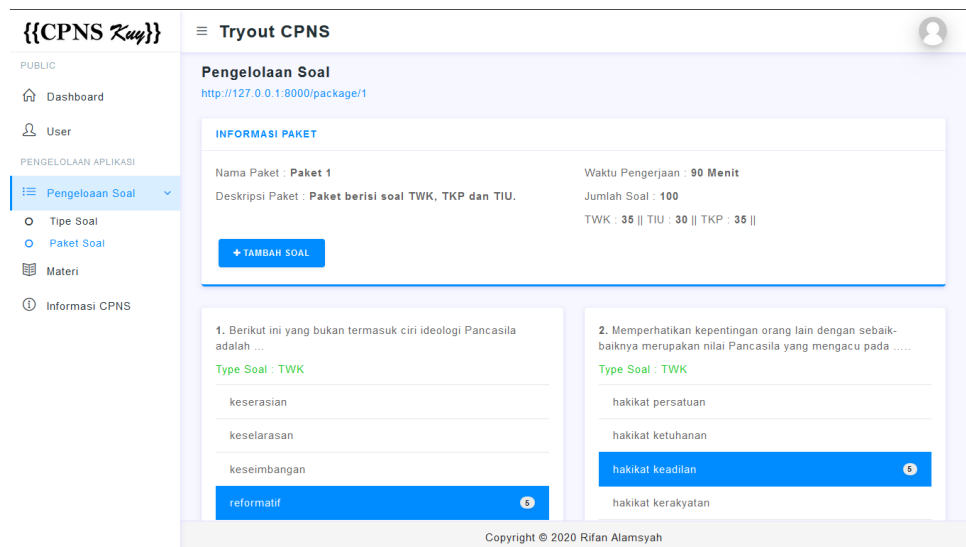 {{CPNS Kuy}}
Tryout CPNS
PUBLIC
Dashboard
User
PENGELOLAAN APLIKASI
Pengeloaan Soal
Tipe Soal
Paket Soal
Materi
Informasi CPNS
Pengelolaan Soal
http://127.0.0.1:8000/package/1
INFORMASI PAKET
Nama Paket : Paket 1
Deskripsi Paket : Paket berisi soal TWK, TKP dan TIU.
Waktu Pengerjaan : 90 Menit
Jumlah Soal : 100
TWK : 35 || TIU : 30 || TKP : 35 ||
+ TAMBAH SOAL
1. Berikut ini yang bukan termasuk ciri ideologi Pancasila
adalah ...
Type Soal : TWK
keserasian
keselarasan
keseimbangan
reformatif 5
2. Memperhatikan kepentingan orang lain dengan sebaik-
baiknya merupakan nilai Pancasila yang mengacu pada .....
Type Soal : TWK
hakikat persatuan
hakikat ketuhanan
hakikat keadilan 5
hakikat kerakyatan
Copyright © 2020 Rifan Alamsyah